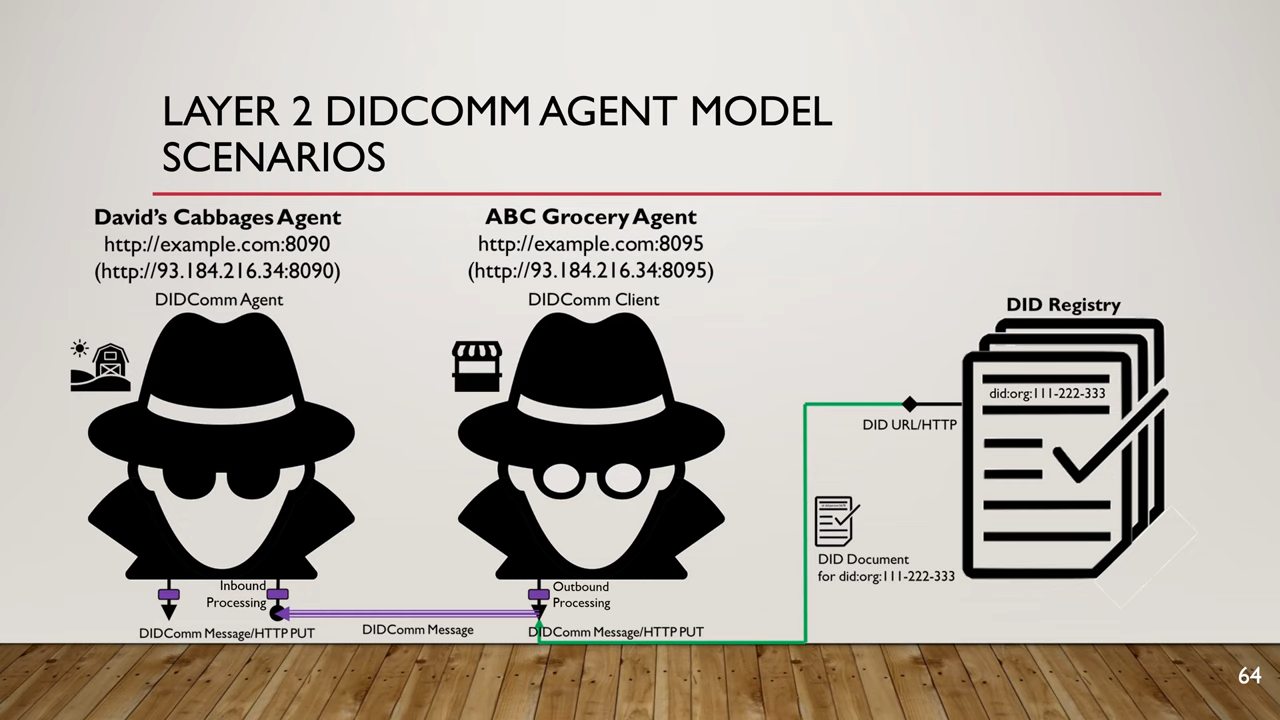 LAYER 2 DIDCOMM AGENT MODEL
SCENARIOS
David's Cabbages Agent
http://example.com:8090
(http://93.184.216.34:8090)
DIDComm Agent
ABC Grocery Agent
http://example.com:8095
(http://93.184.216.34:8095)
DIDComm Client
DID Registry
did:org:111-222-333
DID URL/HTTP
DID Document
for did:org:111-222-333
Inbound
Processing
Outbound
Processing
DIDComm Message/HTTP PUT
DIDComm Message
DIDComm Message/HTTP PUT
64